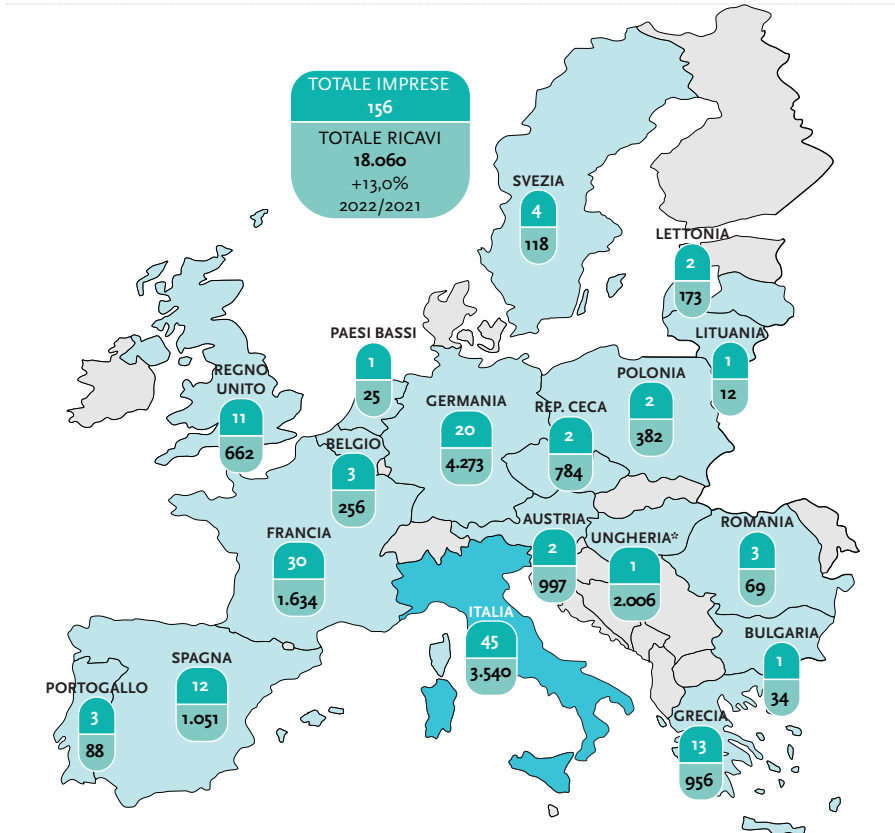 TOTALE IMPRESE
156
TOTALE RICAVI
18.060
+13,0%
2022/2021
SVEZIA
4
118
LETTONIA
2
173
LITUANIA
1
12
PAESI BASSI
1
25
REGNO
UNITO
11
662
GERMANIA
20
4.273
REP. CECA
2
784
POLONIA
2
382
BELGIO
3
256
FRANCIA
30
1.634
AUSTRIA
2
997
UNGHERIA*
1
2.006
ROMANIA
3
69
ITALIA
45
3.540
BULGARIA
1
34
SPAGNA
12
1.051
PORTOGALLO
3
88
GRECIA
13
956